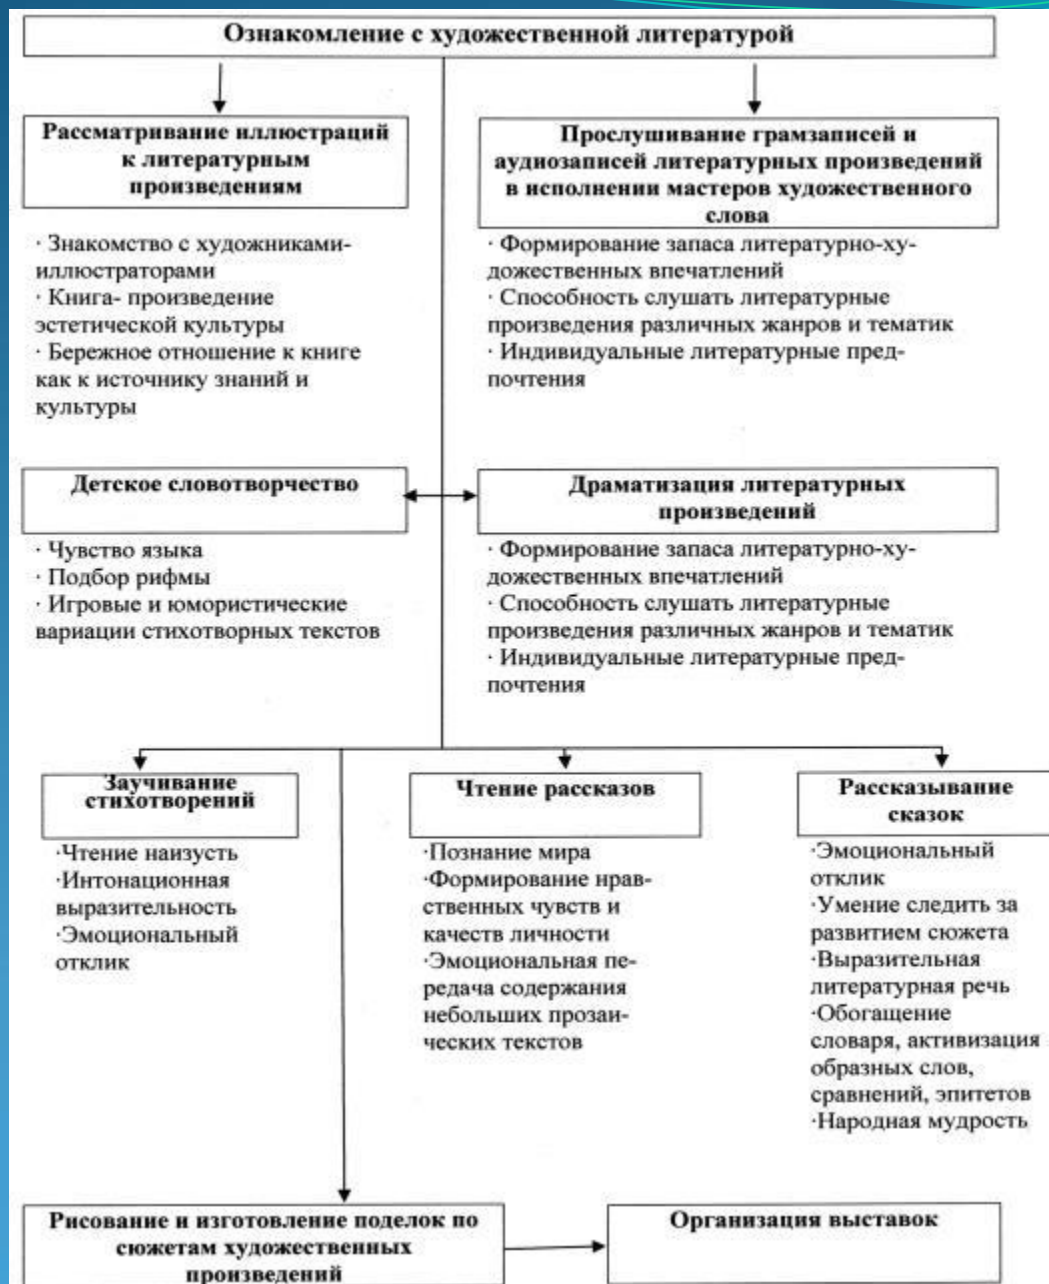 Ознакомление с художественной литературой
Рассматривание иллюстраций
к литературным
произведениям
· Знакомство с художниками-
иллюстраторами
· Книга- произведение
эстетической культуры
· Бережное отношение к книге
как к источнику знаний и
культуры
Прослушивание грамзаписей и
аудиозаписей литературных произведений
в исполнении мастеров художественного
слова
· Формирование запаса литературно-ху-
дожественных впечатлений
· Способность слушать литературные
произведения различных жанров и тематик
· Индивидуальные литературные пред-
почтения
Детское словотворчество
· Чувство языка
· Подбор рифмы
· Игровые и юмористические
вариации стихотворных текстов
Драматизация литературных
произведений
· Формирование запаса литературно-ху-
дожественных впечатлений
· Способность слушать литературные
произведения различных жанров и тематик
· Индивидуальные литературные пред-
почтения
Заучивание
стихотворений
·Чтение наизусть
·Интонационная
выразительность
·Эмоциональный
отклик
Чтение рассказов
·Познание мира
·Формирование нрав-
ственных чувств и
качеств личности
·Эмоциональная пе-
редача содержания
небольших прозаи-
ческих текстов
Рассказывание
сказок
·Эмоциональный
отклик
·Умение следить за
развитием сюжета
·Выразительная
литературная речь
·Обогащение
словаря, активизация
образных слов,
сравнений, эпитетов
·Народная мудрость
Рисование и изготовление поделок по
сюжетам художественных
произведений
Организация выставок